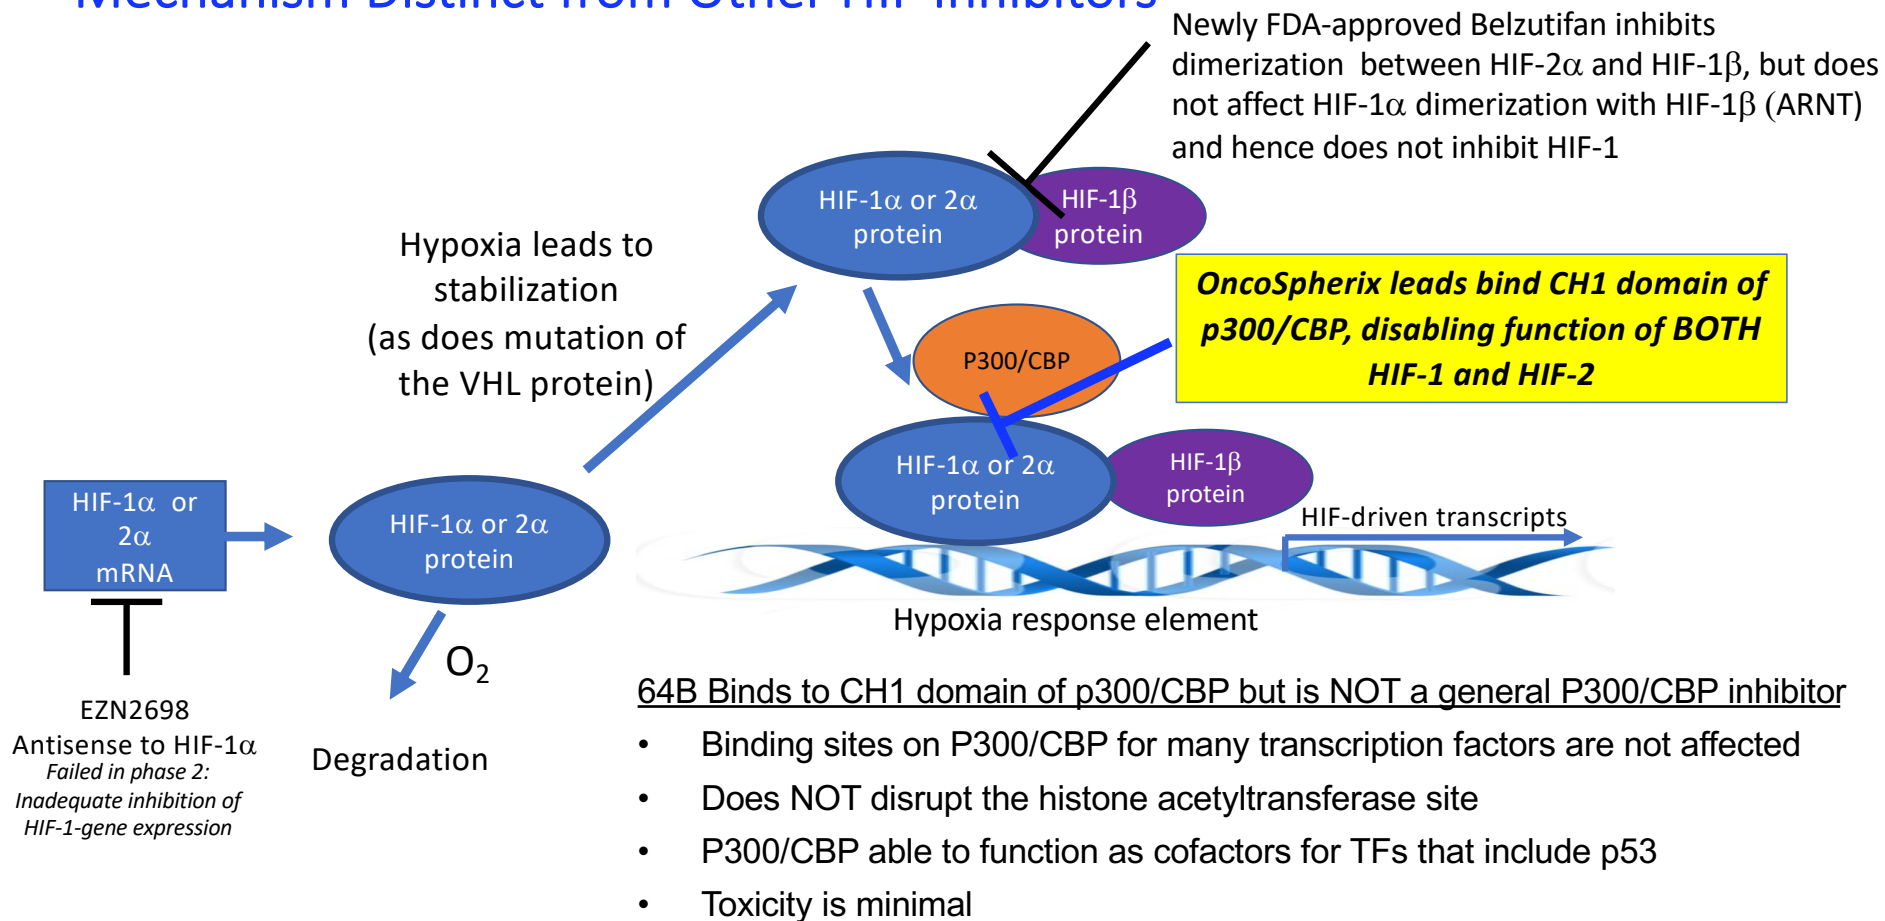 Mechanism Distinct from Other HIF Inhibitors
Newly FDA-approved Belzutifan inhibits
dimerization between HIF-2α and HIF-1β, but does
not affect HIF-1α dimerization with HIF-1β (ARNT)
and hence does not inhibit HIF-1
HIF-1α or 2α
protein
HIF-1β
protein
Hypoxia leads to
stabilization
(as does mutation of
the VHL protein)
OncoSpherix leads bind CH1 domain of
p300/CBP, disabling function of BOTH
HIF-1 and HIF-2
P300/CBP
HIF-1α or 2α
protein
HIF-1β
protein
HIF-1α or
2α
mRNA
HIF-1α or 2α
protein
HIF-driven transcripts
Hypoxia response element
O₂
EZN2698
Antisense to HIF-1α
Failed in phase 2:
Inadequate inhibition of
HIF-1-gene expression
Degradation
64B Binds to CH1 domain of p300/CBP but is NOT a general P300/CBP inhibitor
• Binding sites on P300/CBP for many transcription factors are not affected
• Does NOT disrupt the histone acetyltransferase site
• P300/CBP able to function as cofactors for TFs that include p53
• Toxicity is minimal